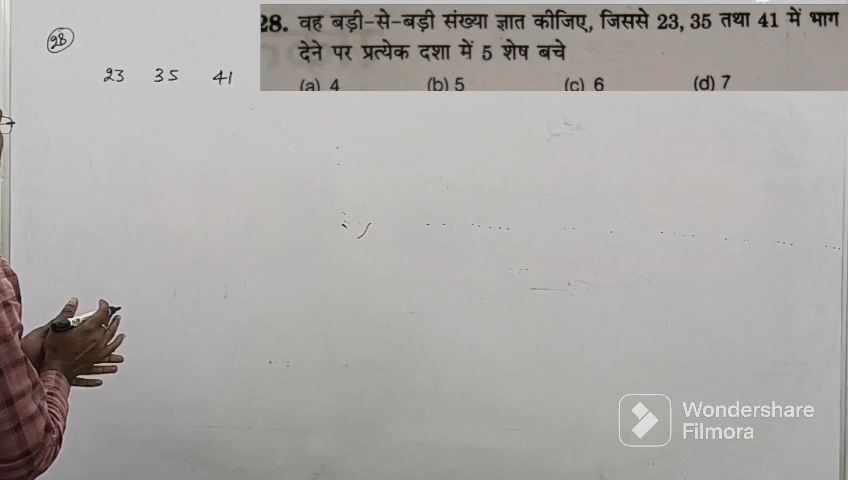 28
23 35 41
28. वह बड़ी-से-बड़ी संख्या ज्ञात कीजिए, जिससे 23, 35 तथा 41 में भाग
देने पर प्रत्येक दशा में 5 शेष बचे
(a) 4 (b) 5 (c) 6 (d) 7
Wondershare
Filmora